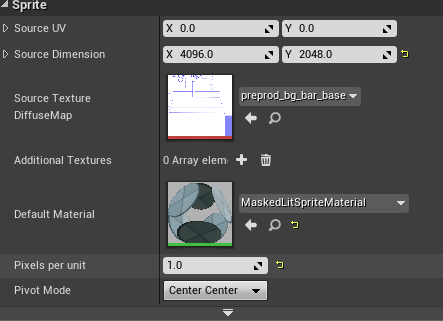 Sprite
Source UV X 0.0 Y 0.0
Source Dimension X 4096.0 Y 2048.0
Source Texture
DiffuseMap
preprod_bg_bar_base
Additional Textures 0 Array elem
Default Material
MaskedLitSpriteMaterial
Pixels per unit 1.0
Pivot Mode Center Center